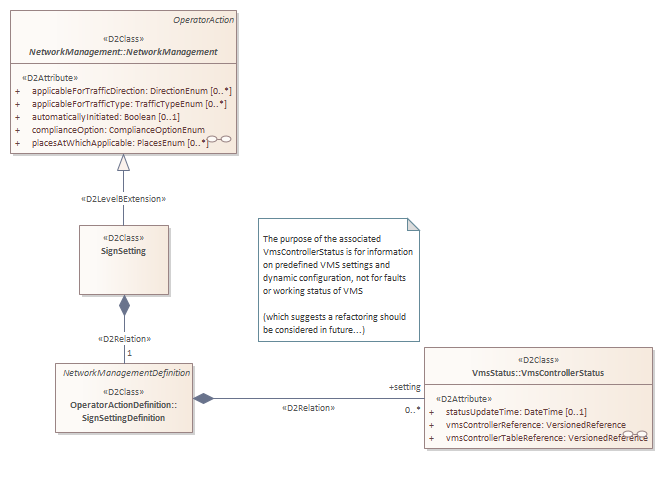 OperatorAction
«D2Class»
NetworkManagement::NetworkManagement
«D2Attribute»
+ applicableForTrafficDirection: DirectionEnum [0..*]
+ applicableForTrafficType: TrafficTypeEnum [0..*]
+ automaticallyInitiated: Boolean [0..1]
+ complianceOption: ComplianceOptionEnum
+ placesAtWhichApplicable: PlacesEnum [0..*]
«D2LevelBExtension»
«D2Class»
SignSetting
The purpose of the associated
VmsControllerStatus is for information
on predefined VMS settings and
dynamic configuration, not for faults
or working status of VMS
(which suggests a refactoring should
be considered in future...)
«D2Relation»
1
NetworkManagementDefinition
«D2Class»
OperatorActionDefinition::
SignSettingDefinition
+setting
«D2Relation»
0..*
«D2Class»
VmsStatus::VmsControllerStatus
«D2Attribute»
+ statusUpdateTime: DateTime [0..1]
+ vmsControllerReference: VersionedReference
+ vmsControllerTableReference: VersionedReference